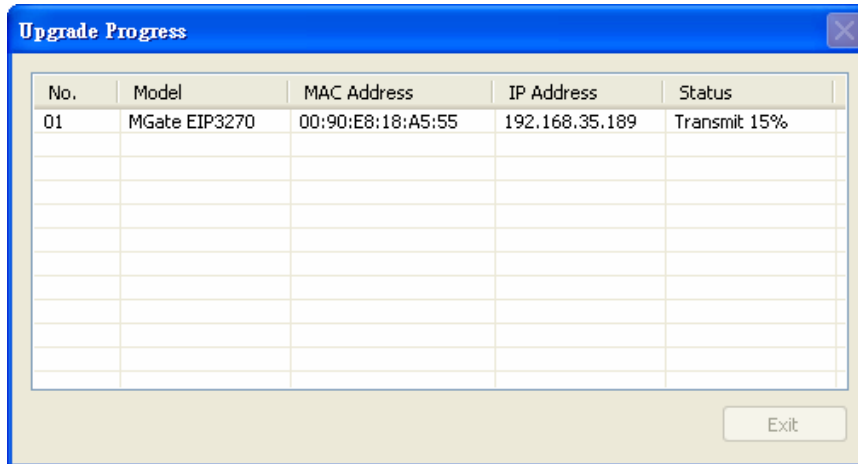 Upgrade Progress
No. Model MAC Address IP Address Status
01 MGate EIP3270 00:90:E8:18:A5:55 192.168.35.189 Transmit 15%
Exit